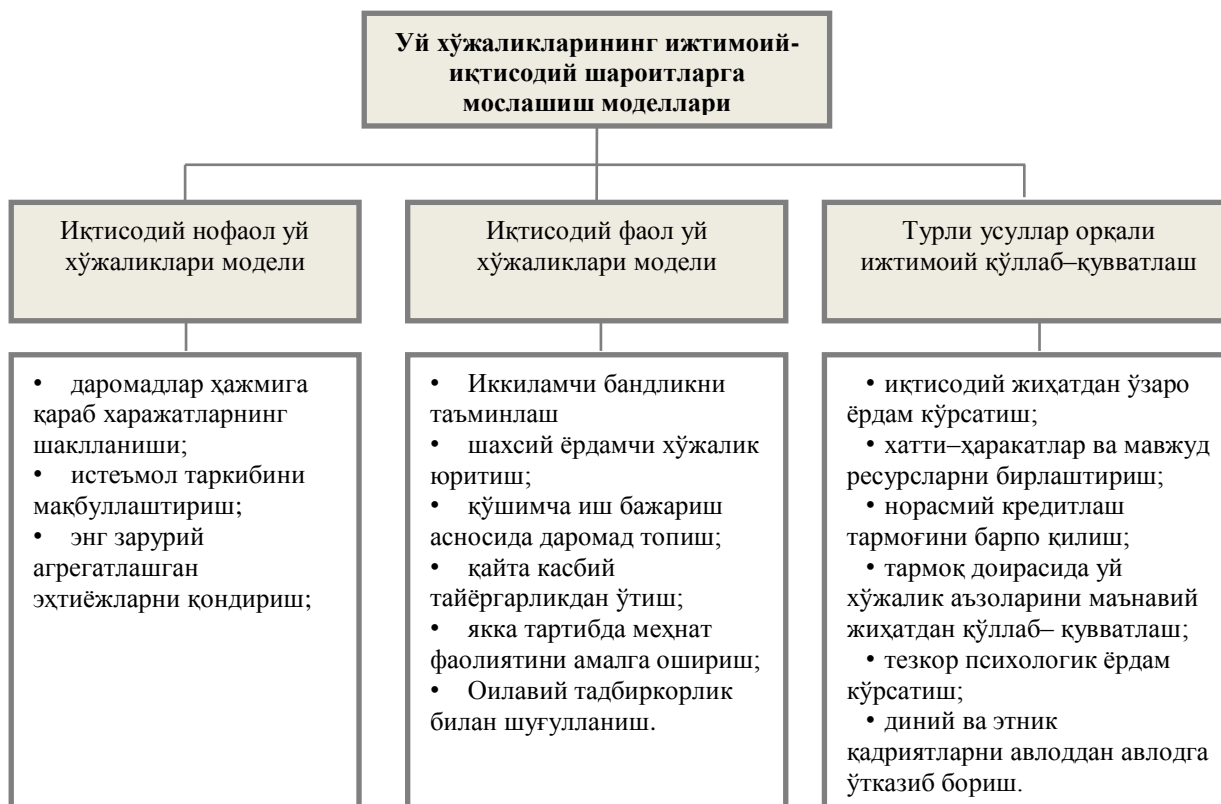 Уй хўжаликларининг ижтимоий-
иқтисодий шароитларга
мослашиш моделлари
Иқтисодий нофаол уй
хўжаликлари модели
Иқтисодий фаол уй
хўжаликлари модели
Турли усуллар орқали
ижтимоий қўллаб–қувватлаш
• даромадлар ҳажмига
қараб харажатларнинг
шаклланиши;
• истеъмол таркибини
мақбуллаштириш;
• энг зарурий
агрегатлашган
эҳтиёжларни қондириш;
• Иккиламчи бандликни
таъминлаш
• шахсий ёрдамчи хўжалик
юритиш;
• қўшимча иш бажариш
асносида даромад топиш;
• қайта касбий
тайёргарликдан ўтиш;
• якка тартибда меҳнат
фаолиятини амалга ошириш;
• Оилавий тадбиркорлик
билан шуғулланиш.
• иқтисодий жиҳатдан ўзаро
ёрдам кўрсатиш;
• хатти–ҳаракатлар ва мавжуд
ресурсларни бирлаштириш;
• норасмий кредитлаш
тармоғини барпо қилиш;
• тармоқ доирасида уй
хўжалик аъзоларини маънавий
жиҳатдан қўллаб– қувватлаш;
• тезкор психологик ёрдам
кўрсатиш;
• диний ва этник
қадриятларни авлоддан авлодга
ўтказиб бориш.